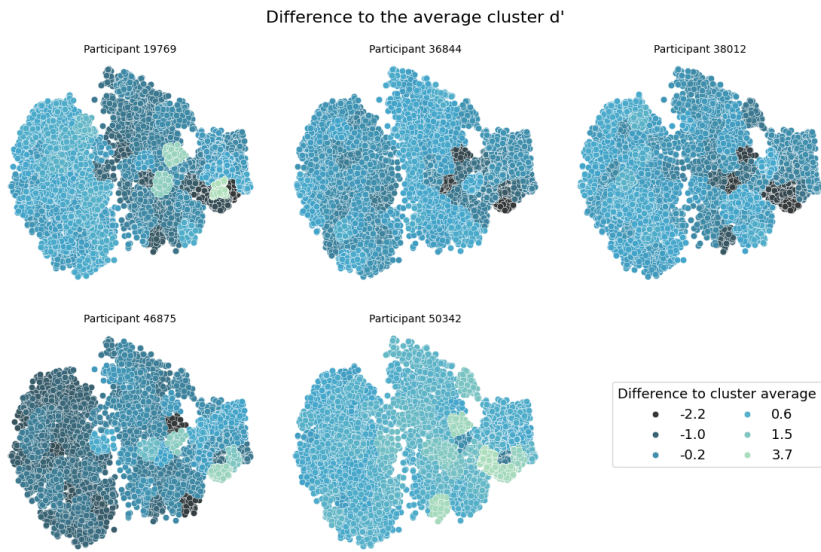 Difference to the average cluster d'
Participant 19769
Participant 36844
Participant 38012
Participant 46875
Participant 50342
Difference to cluster average
-2.2 0.6
-1.0 1.5
-0.2 3.7